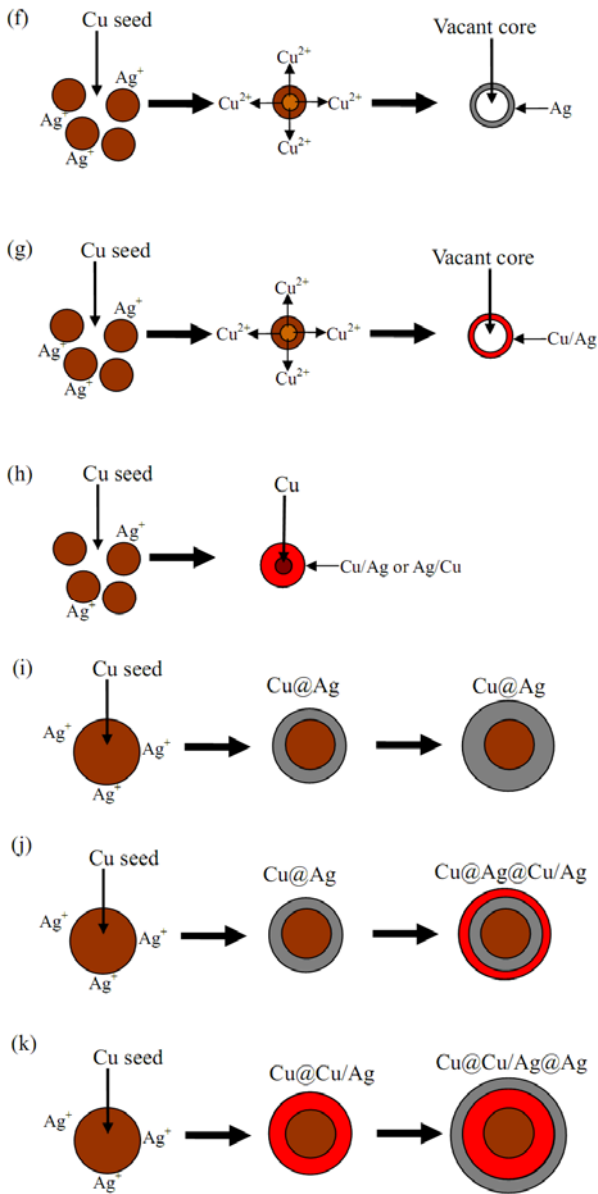 (f)
Cu seed
Ag⁺
Ag⁺
Ag⁺
Cu²⁺
Cu²⁺
Cu²⁺
Cu²⁺
Vacant core
Ag
(g)
Cu seed
Ag⁺
Ag⁺
Ag⁺
Cu²⁺
Cu²⁺
Cu²⁺
Cu²⁺
Vacant core
Cu/Ag
(h)
Cu seed
Ag⁺
Ag⁺
Cu
Cu/Ag or Ag/Cu
(i)
Cu seed
Ag⁺
Ag⁺
Ag⁺
Cu@Ag
Cu@Ag
(j)
Cu seed
Ag⁺
Ag⁺
Ag⁺
Cu@Ag
Cu@Ag@Cu/Ag
(k)
Cu seed
Ag⁺
Ag⁺
Ag⁺
Cu@Cu/Ag
Cu@Cu/Ag@Ag